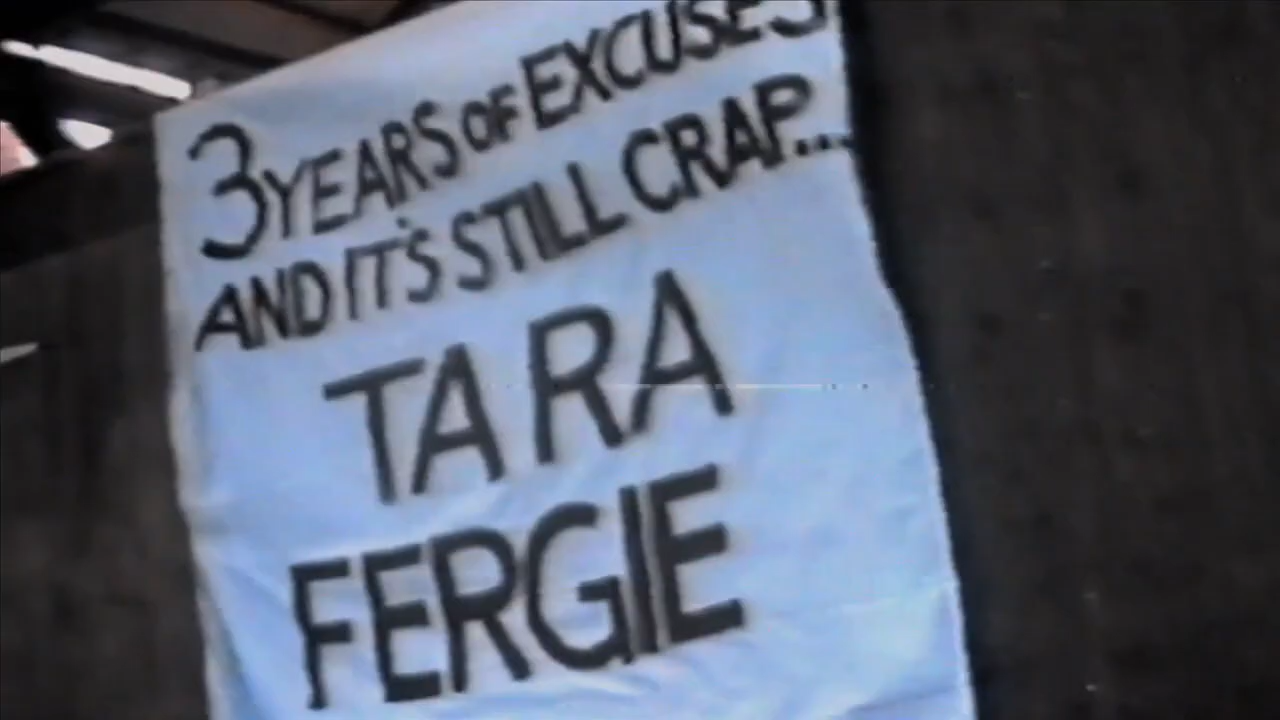 3 YEARS OF EXCUSES
AND IT'S STILL CRAP...
TA RA
FERGIE